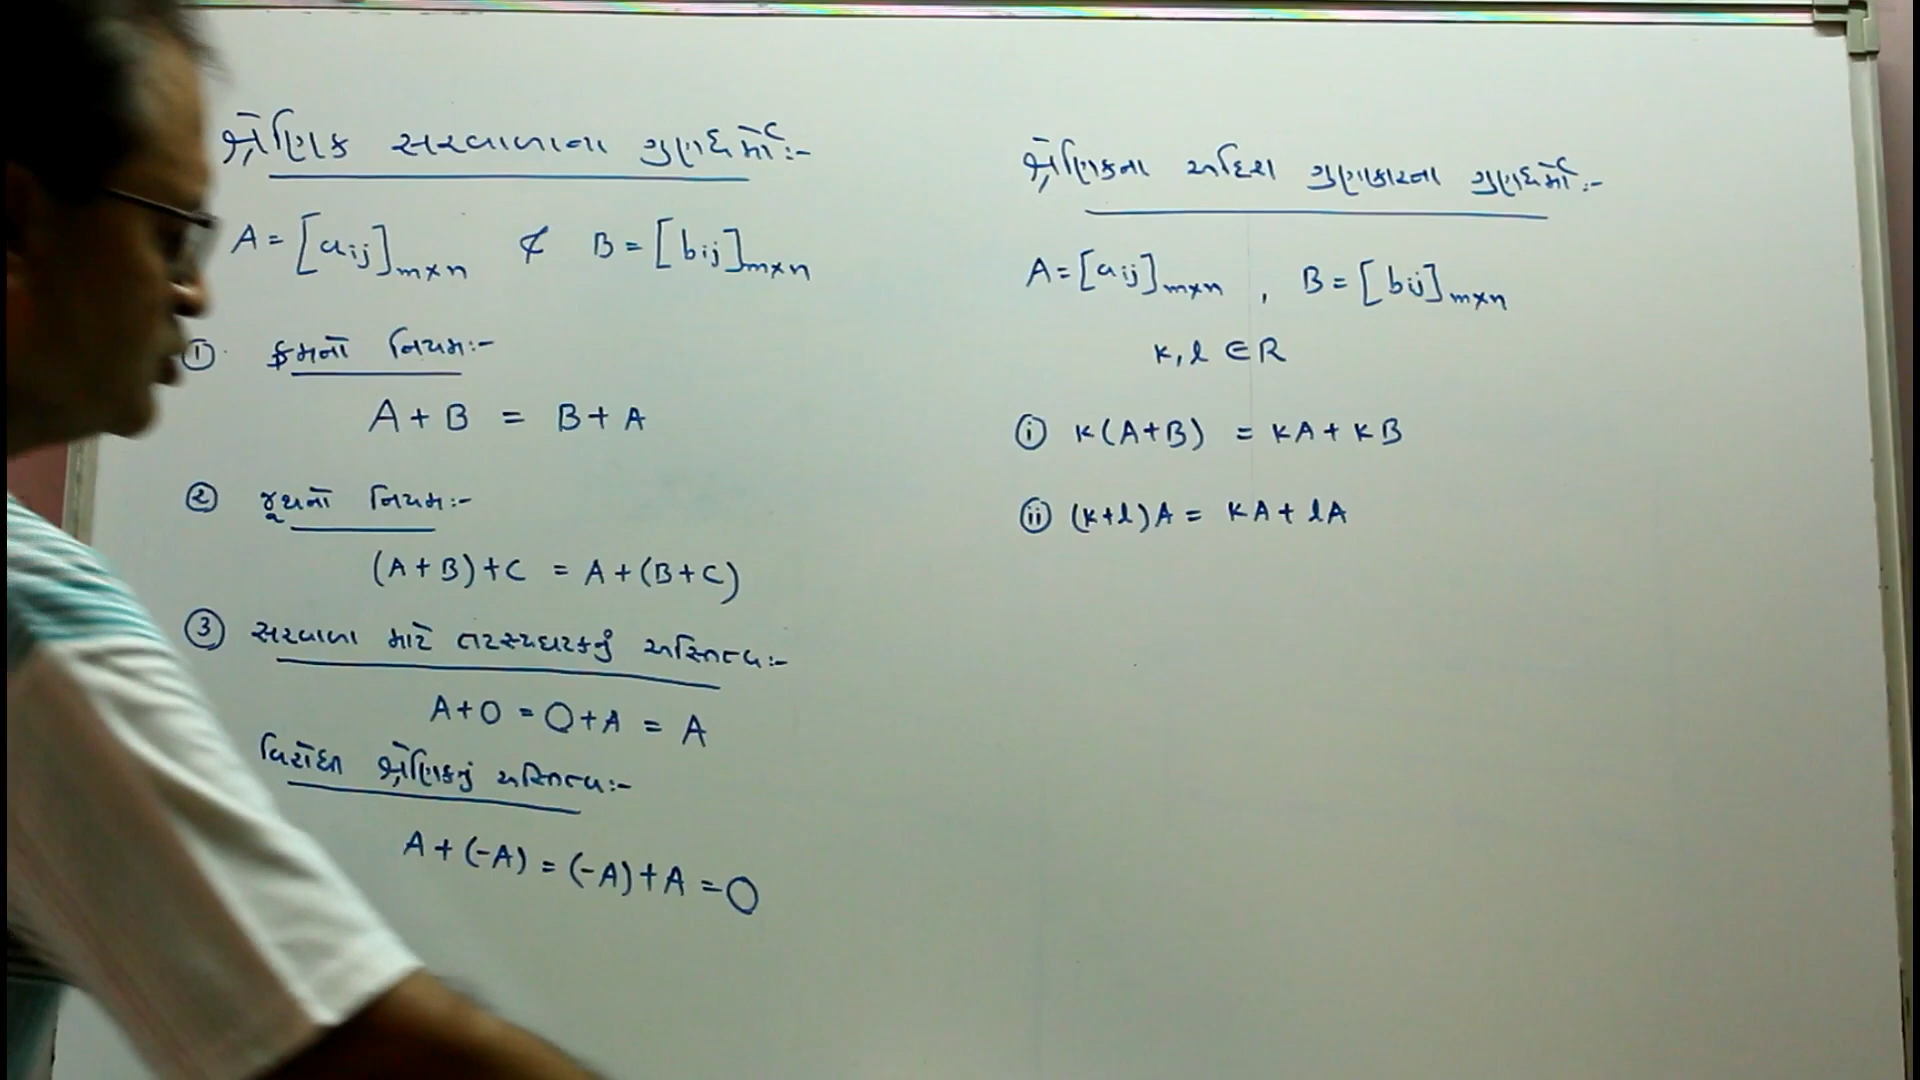 શ્રેણિક સરવાળાના ગુણધર્મો:-
A = [aij]m×n & B = [bij]m×n
① ક્રમનો નિયમ:-
A + B = B + A
② જૂથનો નિયમ:-
(A+B)+C = A+(B+C)
③ સરવાળા માટે તટસ્થઘટકનું અસ્તિત્વ:-
A+O = O+A = A
વિરોધી શ્રેણિકનું અસ્તિત્વ:-
A+(-A) = (-A)+A = O
શ્રેણિકના અદિશ ગુણાકારના ગુણધર્મો:-
A = [aij]m×n , B = [bij]m×n
k, l ∈ R
ⓘ k(A+B) = kA + kB
(ii) (k+l)A = kA + lA